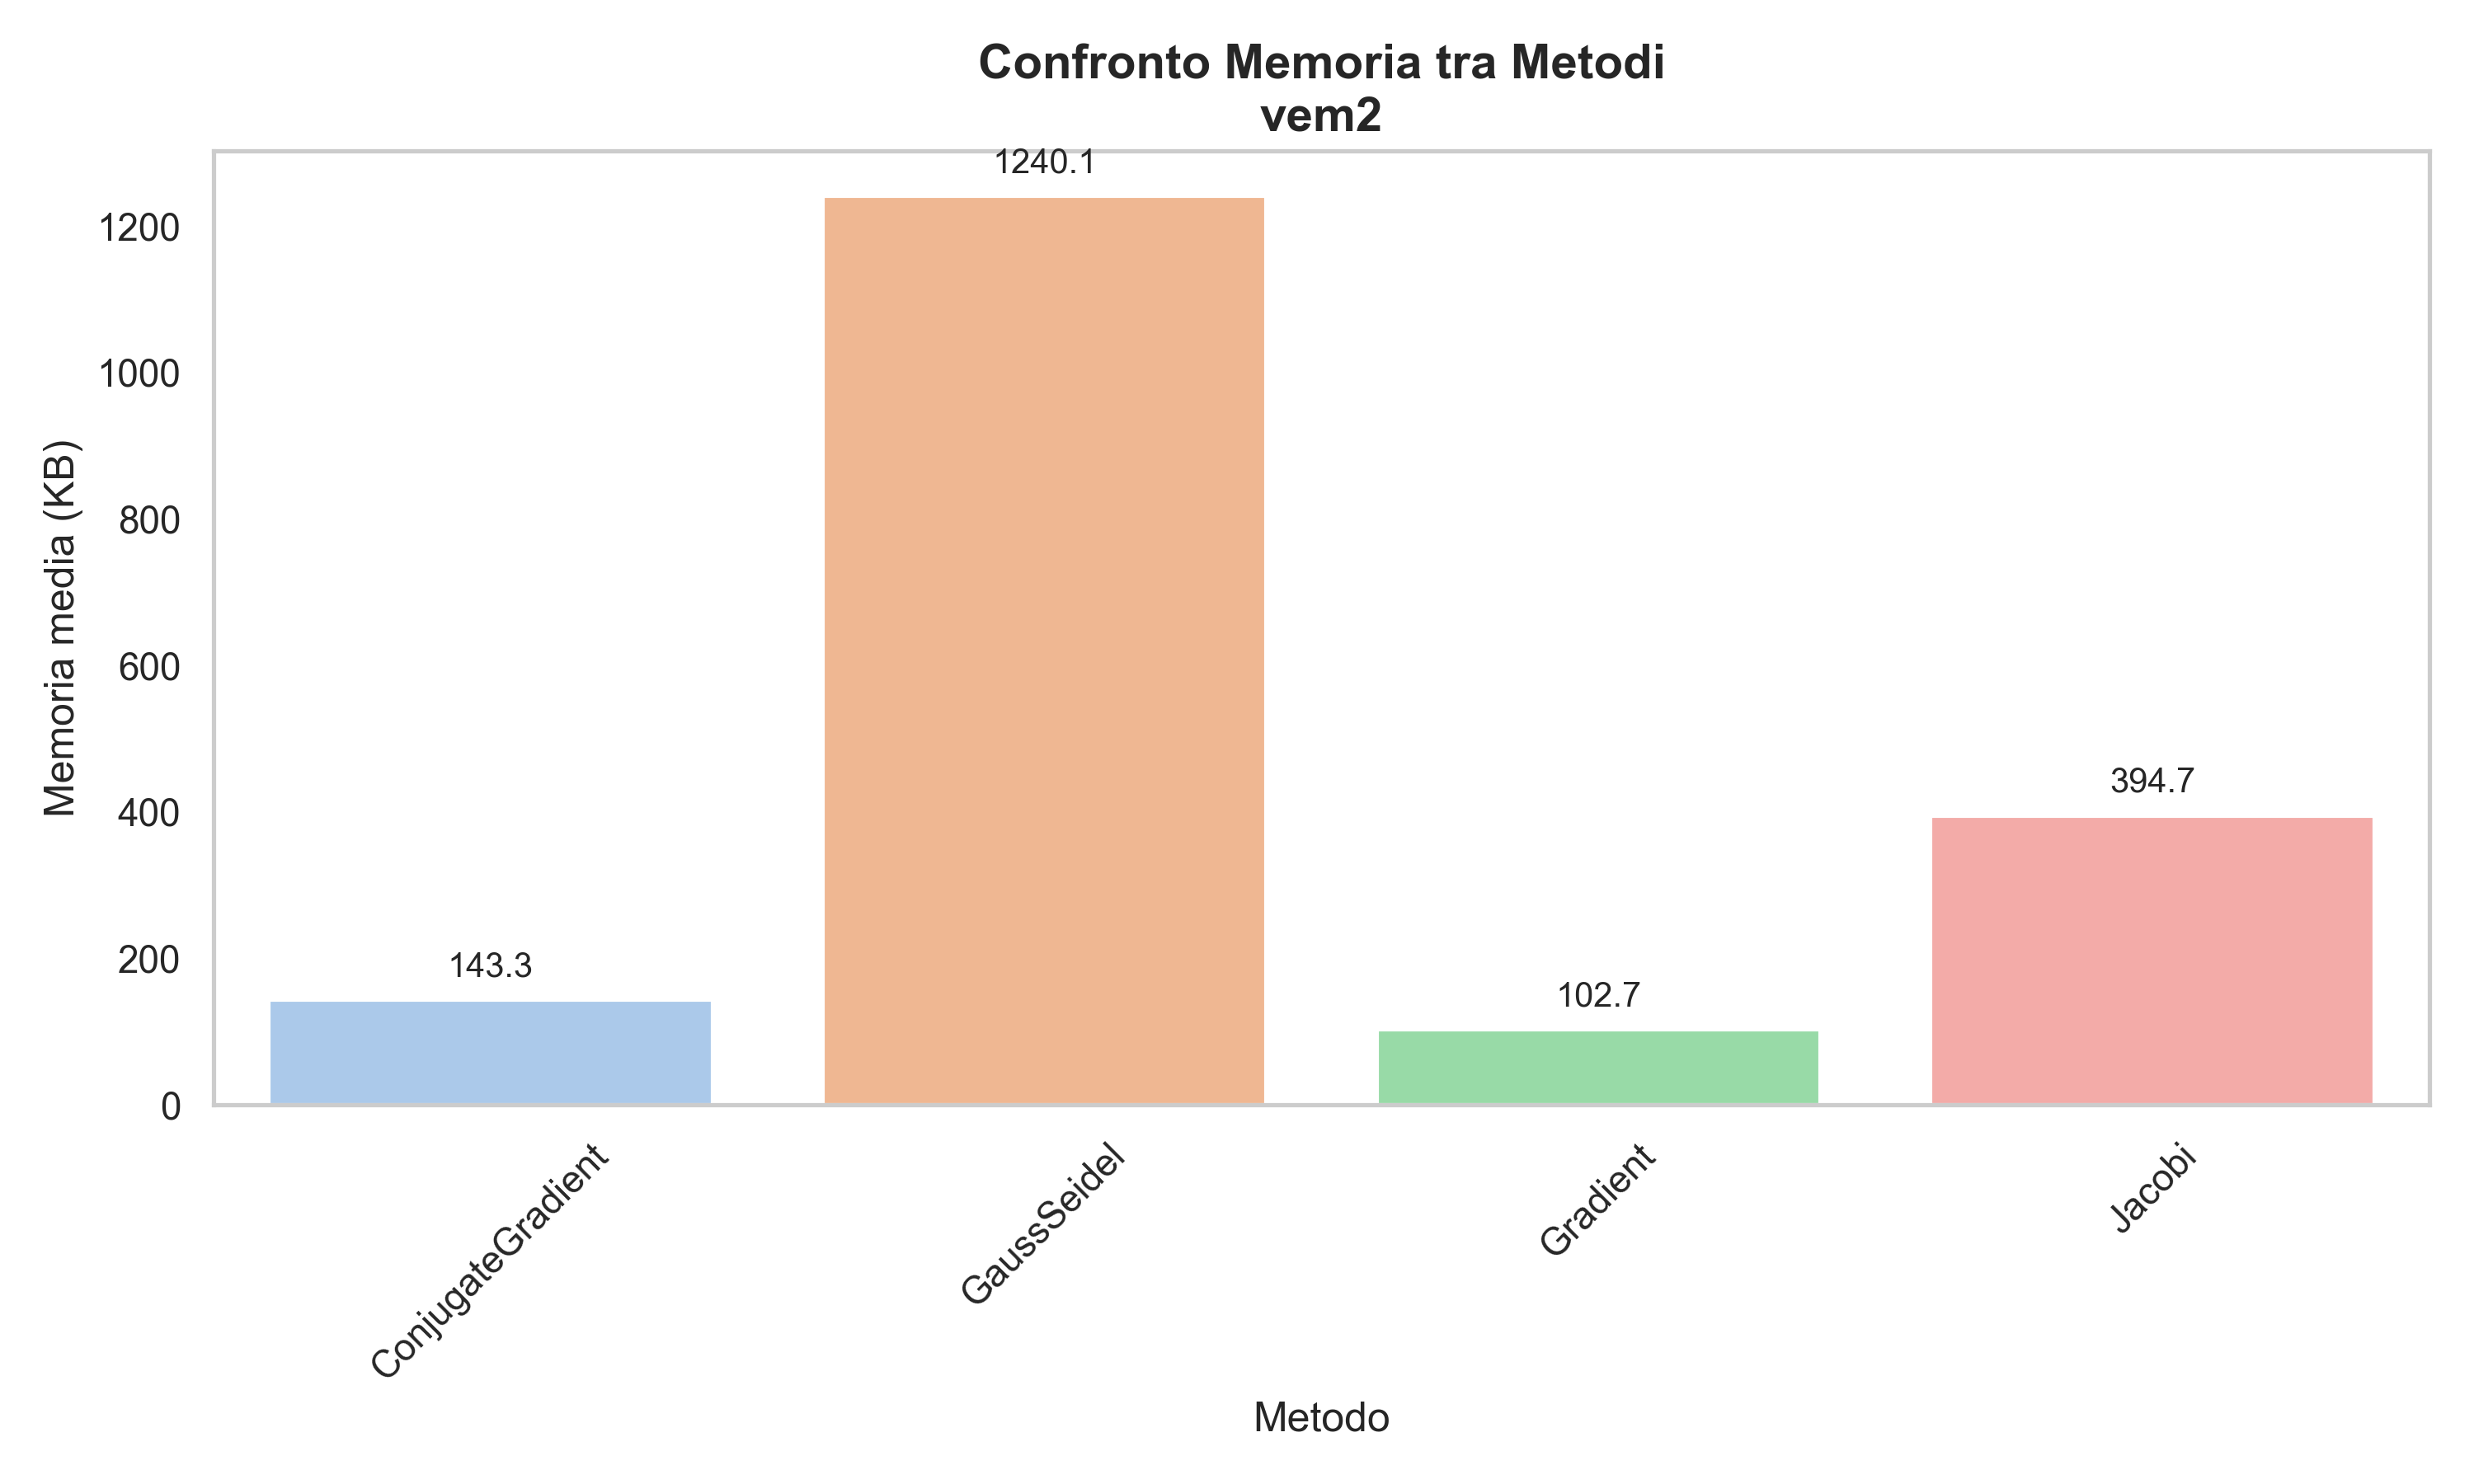 Confronto Memoria tra Metodi
vem2
Memoria media (KB)
1200
1000
800
600
400
200
0
143.3
1240.1
102.7
394.7
ConjugateGradient
GaussSeidel
Gradient
Jacobi
Metodo